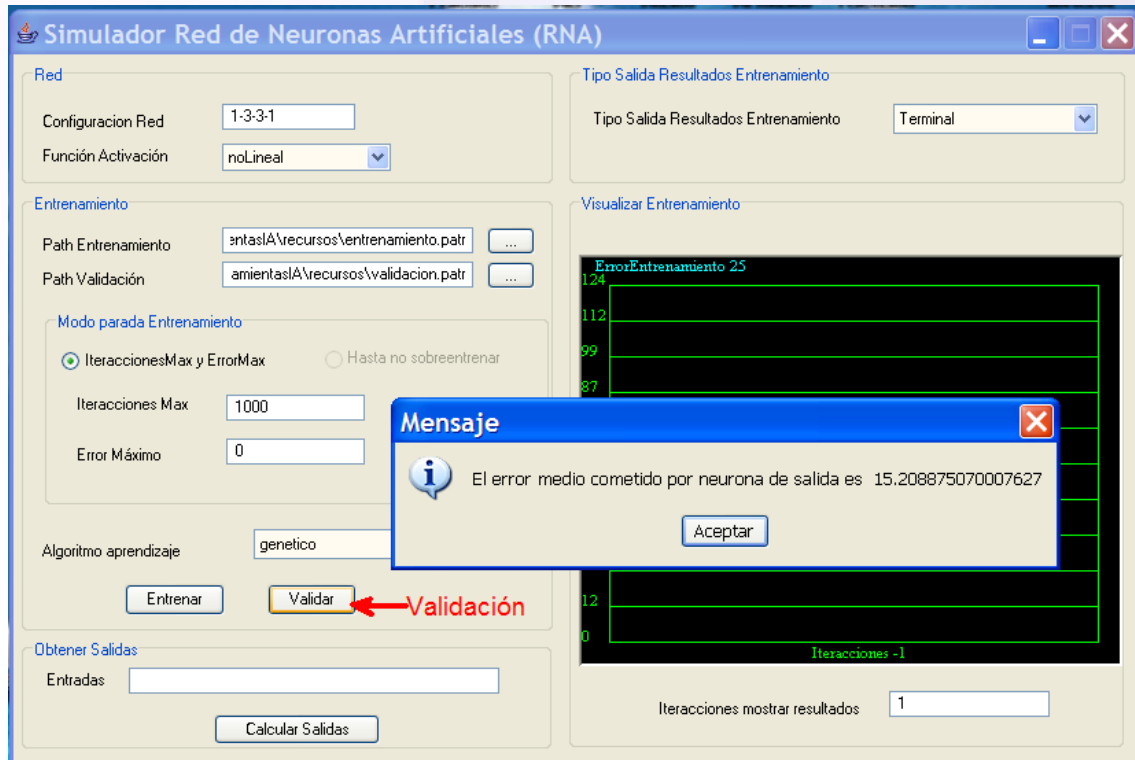 Simulador Red de Neuronas Artificiales (RNA)
Red
Configuracion Red
1-3-3-1
Función Activación
noLineal
Tipo Salida Resultados Entrenamiento
Tipo Salida Resultados Entrenamiento
Terminal
Entrenamiento
Path Entrenamiento
entasIA\recursos\entrenamiento.patr
...
Path Validación
amientasIA\recursos\validacion.patr
...
Modo parada Entrenamiento
IteraccionesMax y ErrorMax
Hasta no sobreentrenar
Iteracciones Max
1000
Error Máximo
0
Algoritmo aprendizaje
genetico
Entrenar
Validar
Validación
Obtener Salidas
Entradas
Calcular Salidas
Visualizar Entrenamiento
ErrorEntrenamiento 25
124
112
99
87
12
0
Iteracciones -1
Iteracciones mostrar resultados
1
Mensaje
El error medio cometido por neurona de salida es 15.208875070007627
Aceptar